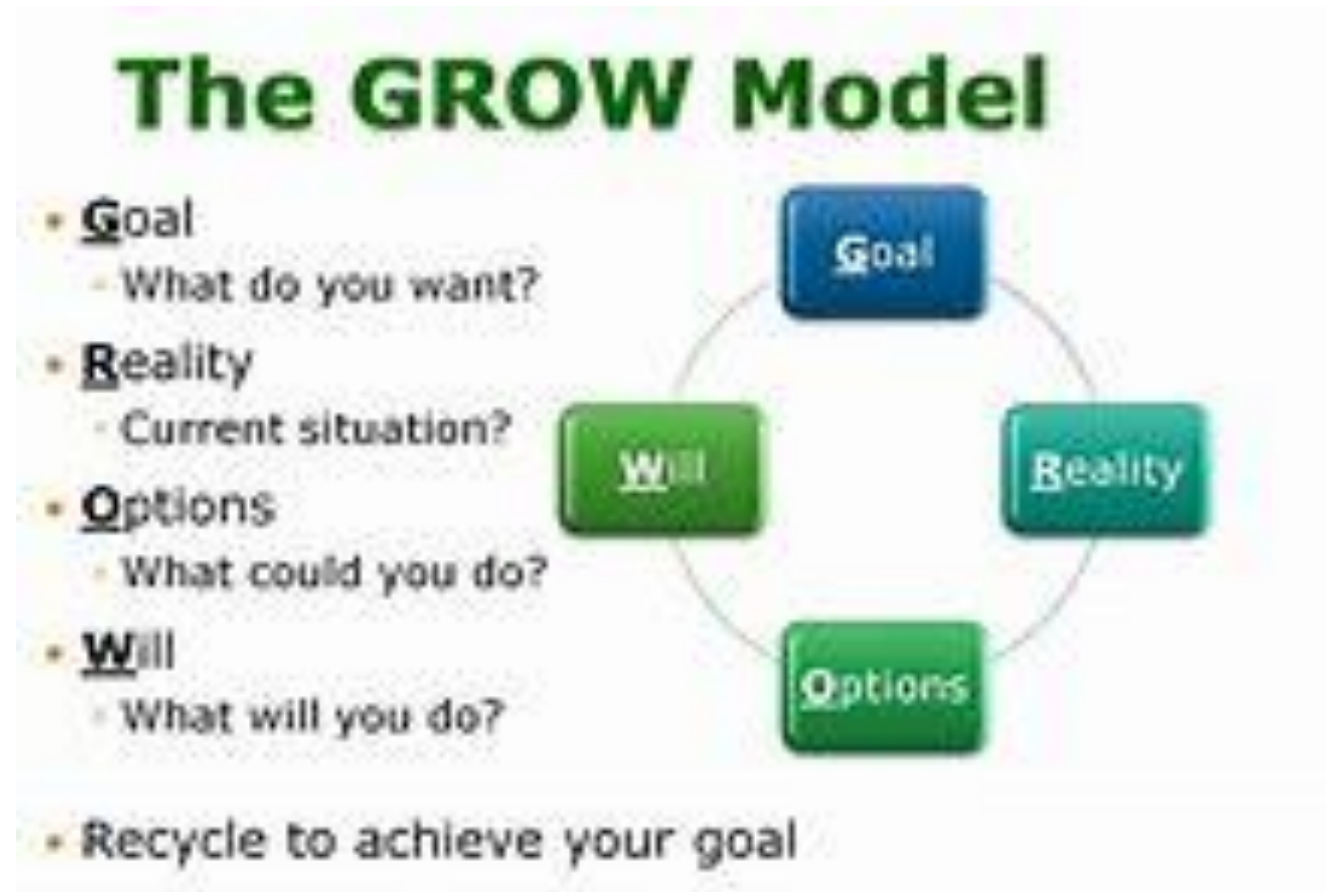 The GROW Model
• Goal
- What do you want?
• Reality
- Current situation?
• Options
- What could you do?
• Will
- What will you do?
• Recycle to achieve your goal
Goal
Reality
Options
Will